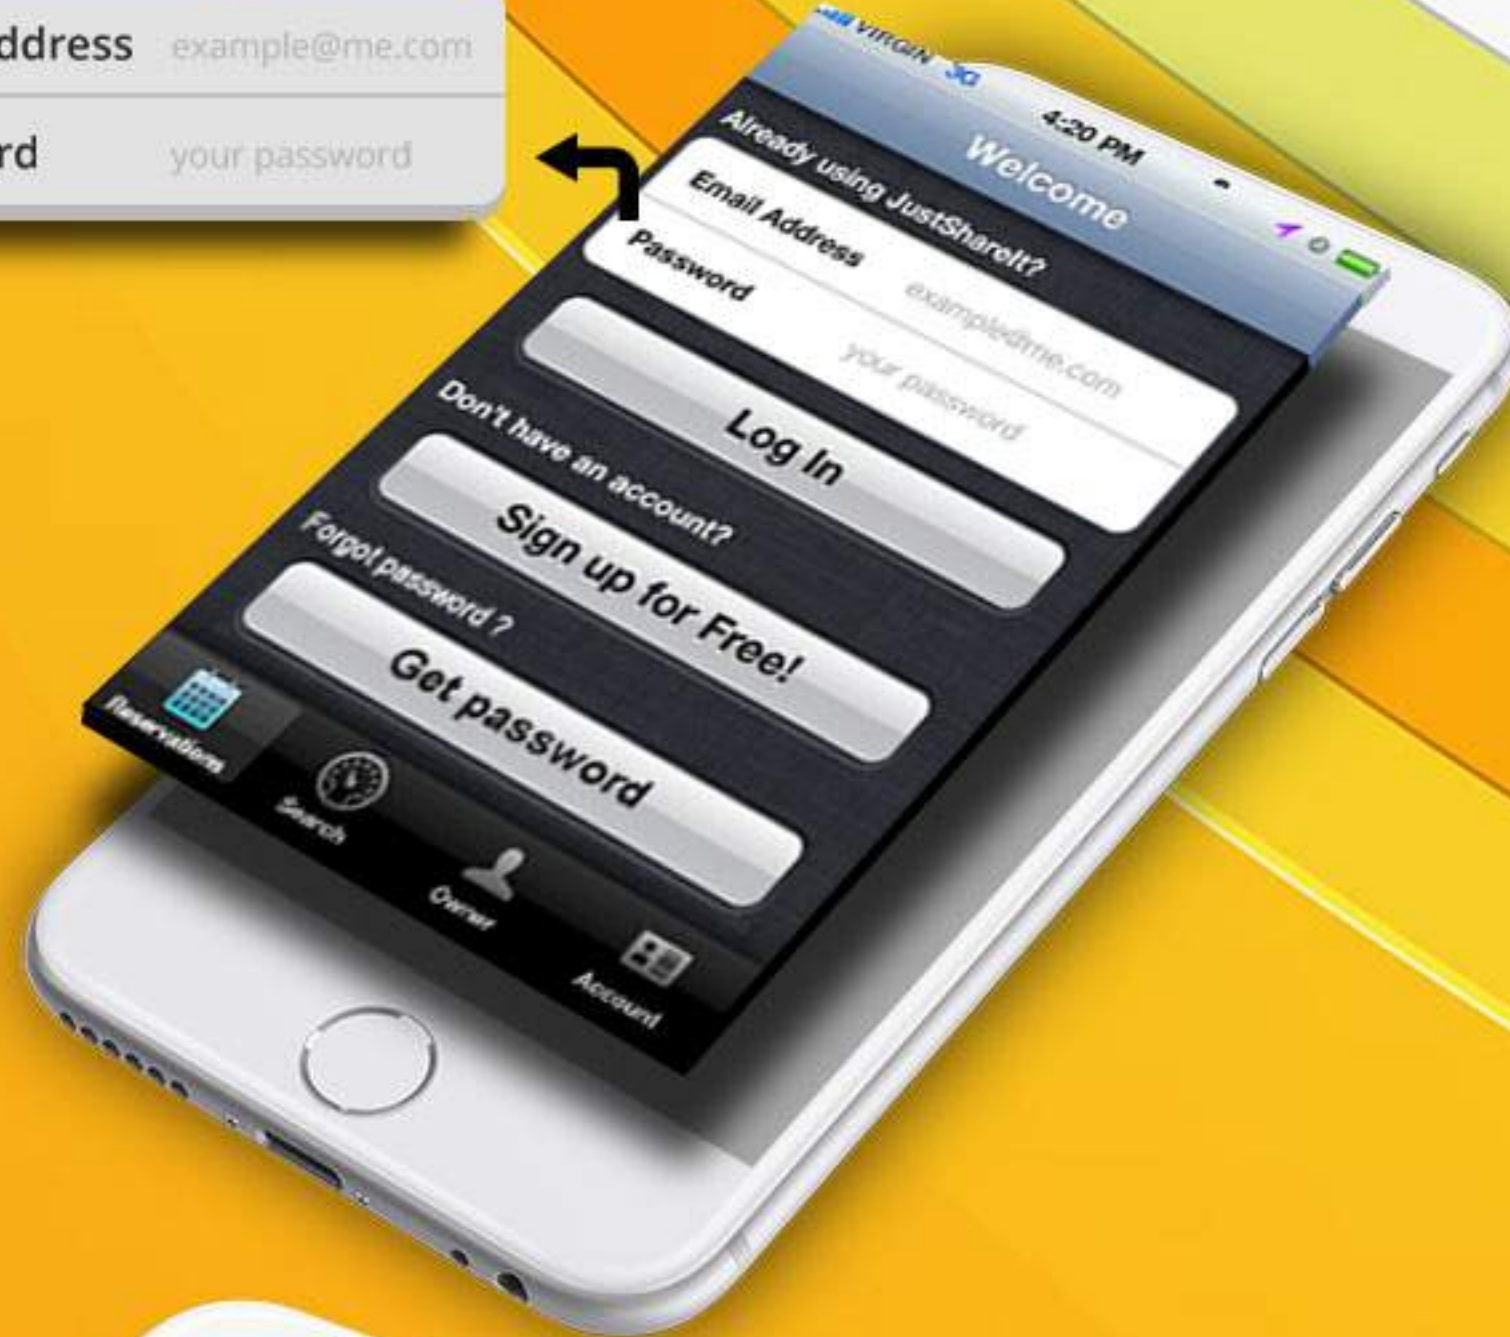 ddress example@me.com
rd your password
VIRGIN 3G 4:20 PM
Welcome
Already using JustShareIt?
Email Address example@me.com
Password your password
Log In
Don't have an account?
Sign up for Free!
Forgot password ?
Get password
Reservations Search Owner Account